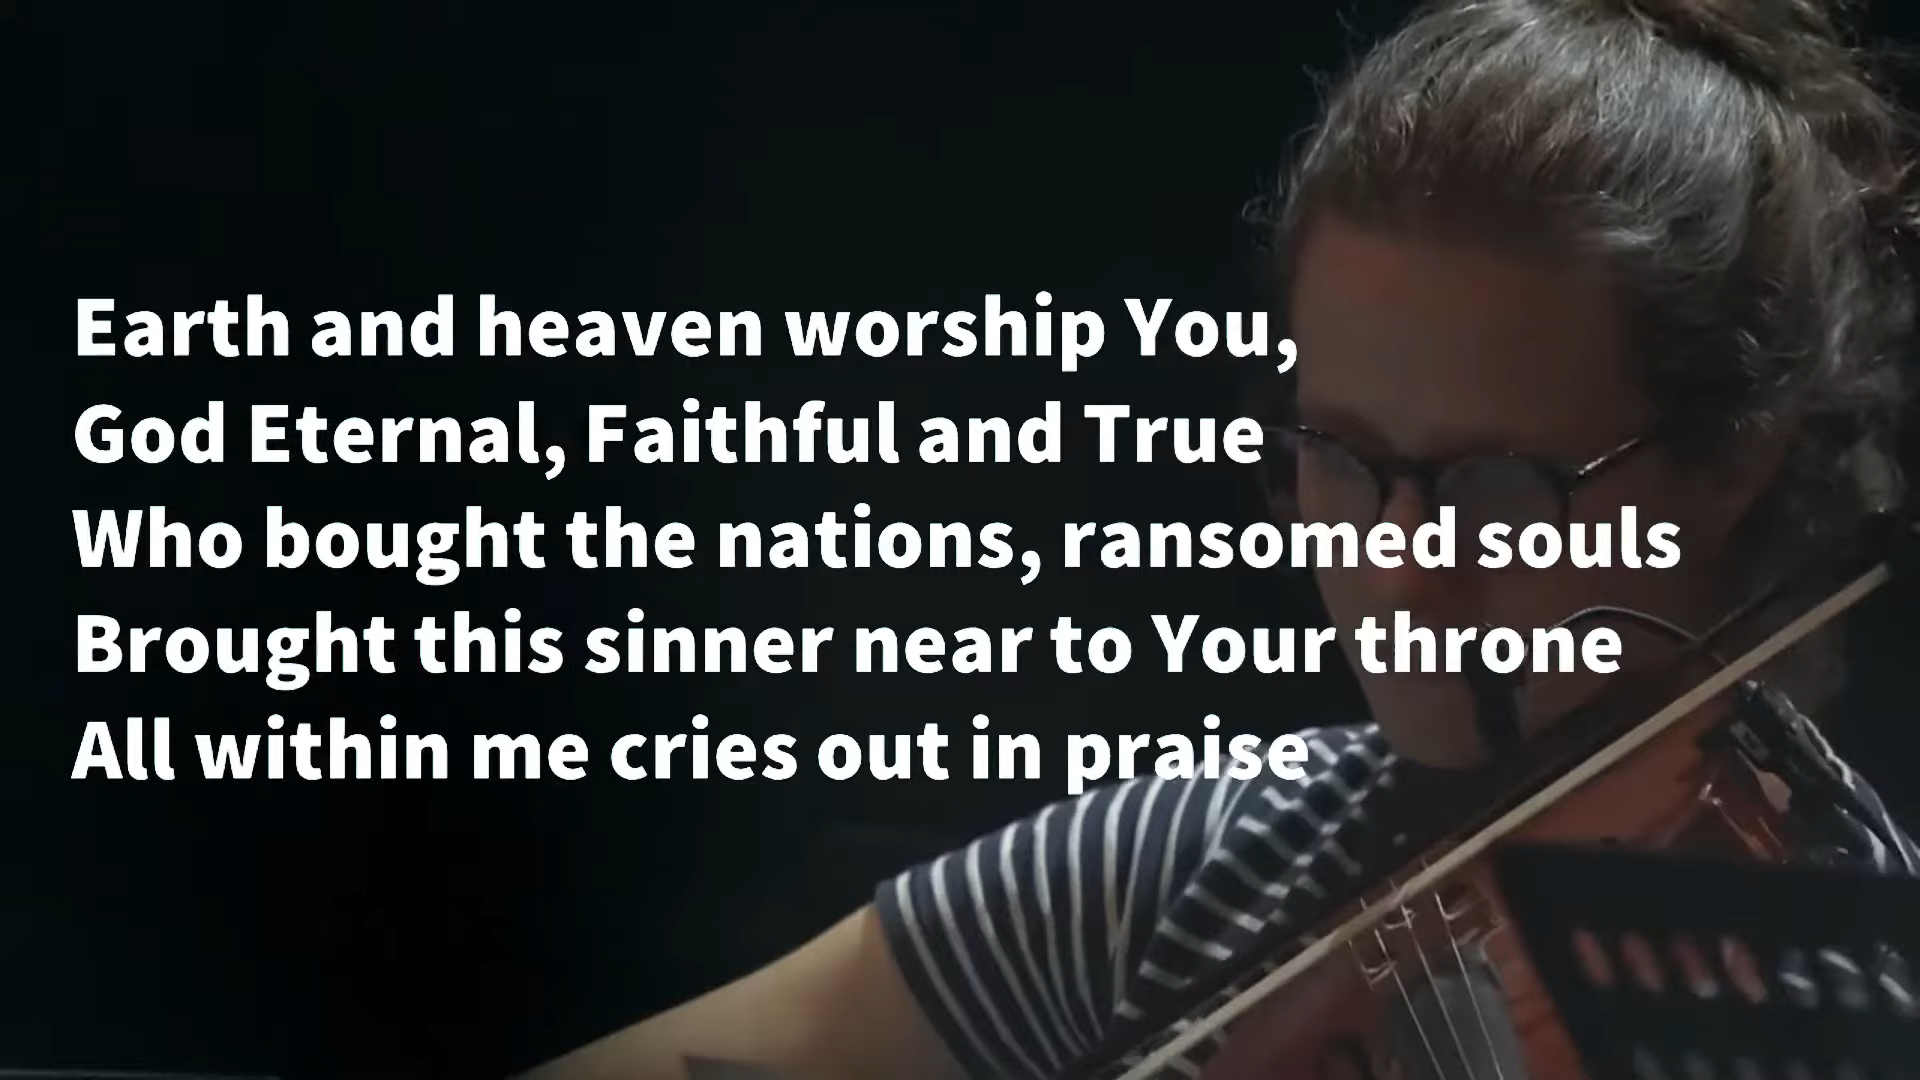 Earth and heaven worship You,
God Eternal, Faithful and True
Who bought the nations, ransomed souls
Brought this sinner near to Your throne
All within me cries out in praise